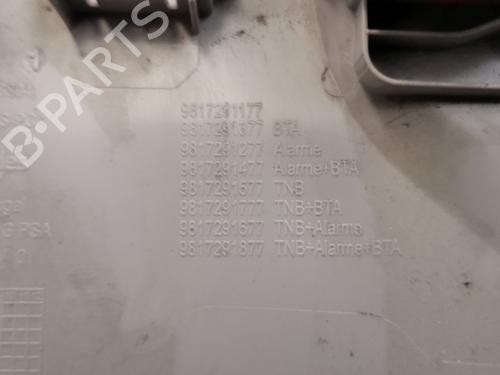 9817291177
9817291377 BTA
9817291277 Alarme
9817291477 Alarme+BTA
9817291577 TNB
9817291777 TNB+BTA
9817291677 TNB+Alarme
9817291877 TNB+Alarme+BTA
PSA
B-PARTS